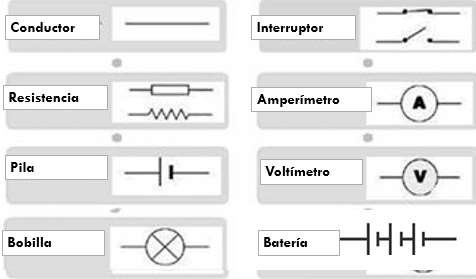 Conductor
Interruptor
Resistencia
Amperímetro
A
Pila
Voltímetro
V
Bobilla
Batería